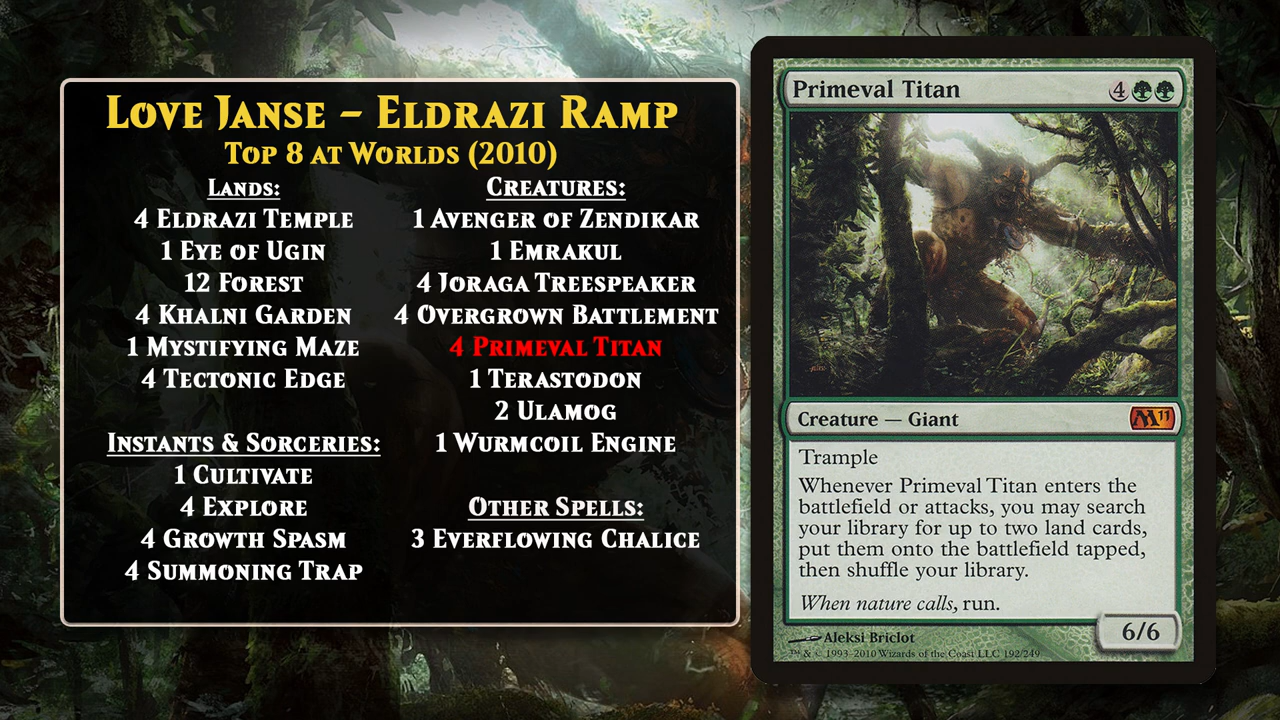 Love Janse – Eldrazi Ramp
Top 8 at Worlds (2010)
Lands:
4 Eldrazi Temple
1 Eye of Ugin
12 Forest
4 Khalni Garden
1 Mystifying Maze
4 Tectonic Edge
Instants & Sorceries:
1 Cultivate
4 Explore
4 Growth Spasm
4 Summoning Trap
Creatures:
1 Avenger of Zendikar
1 Emrakul
4 Joraga Treespeaker
4 Overgrown Battlement
4 Primeval Titan
1 Terastodon
2 Ulamog
1 Wurmcoil Engine
Other Spells:
3 Everflowing Chalice
Primeval Titan 4
Creature — Giant M11
Trample
Whenever Primeval Titan enters the
battlefield or attacks, you may search
your library for up to two land cards,
put them onto the battlefield tapped,
then shuffle your library.
When nature calls, run.
6/6
Aleksi Briclot
™ & © 1993–2010 Wizards of the Coast LLC 192/249